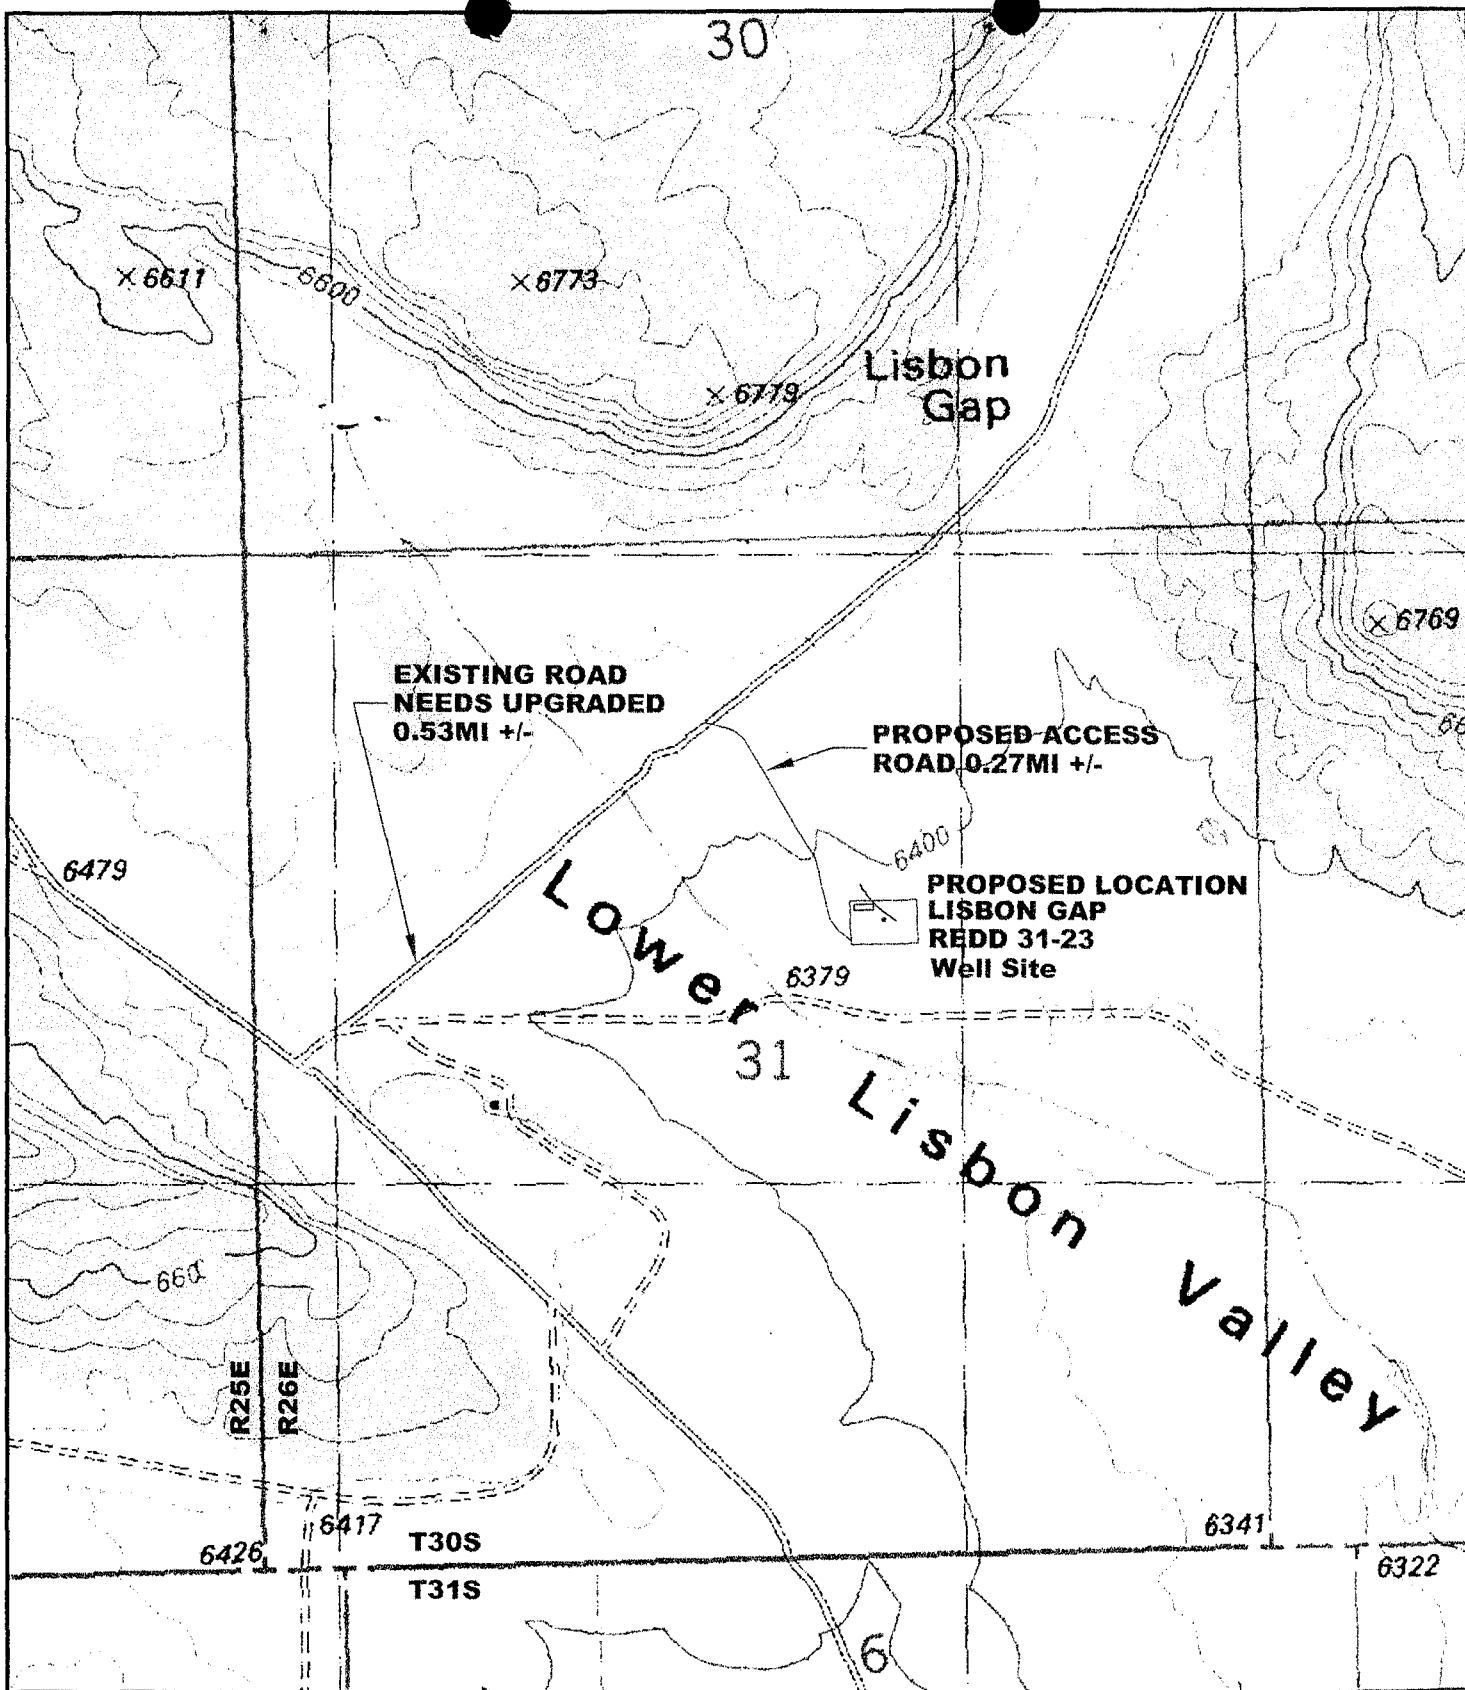 30
6611
6600
6773
6779
Lisbon
Gap
6769
EXISTING ROAD
NEEDS UPGRADED
0.53MI +/-
PROPOSED ACCESS
ROAD 0.27MI +/-
6479
6400
PROPOSED LOCATION
LISBON GAP
REDD 31-23
Well Site
6379
31
Lower Lisbon Valley
R25E
R26E
6417
6426
T30S
T31S
6341
6322
6